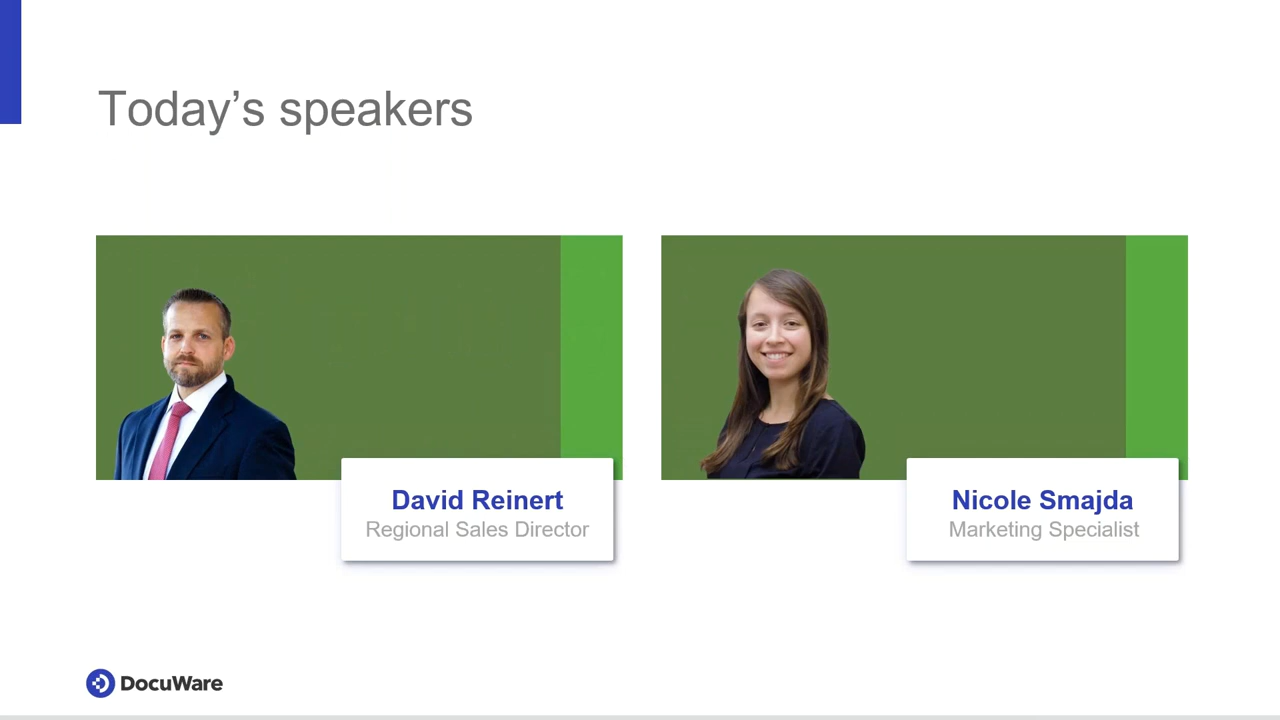 Today’s speakers
David Reinert
Regional Sales Director
Nicole Smajda
Marketing Specialist
DocuWare